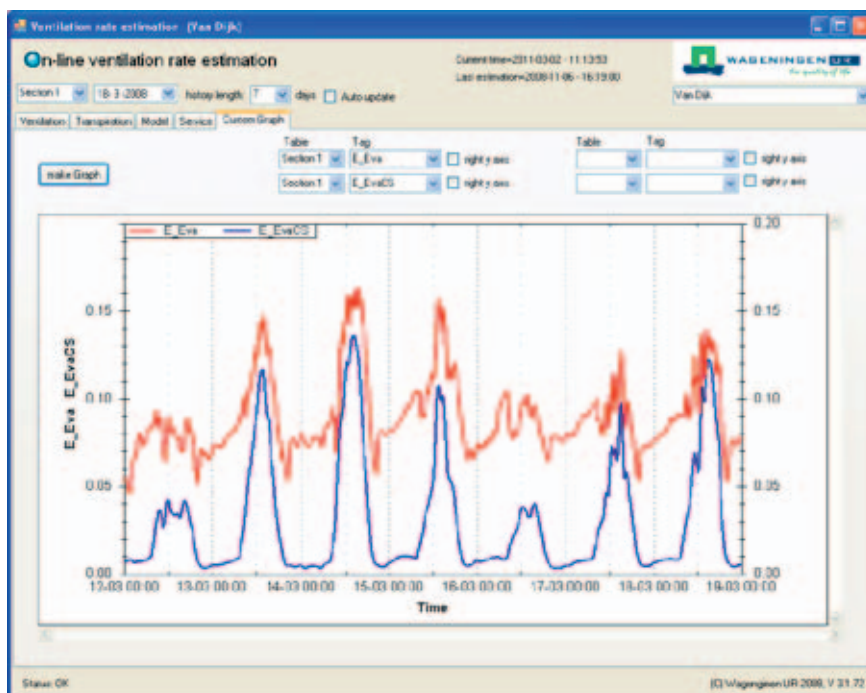 Ventilation rate estimation (Van Dijk)
On-line ventilation rate estimation
Current time=2011-03-02 - 11:13:53
Last estimation=2008-11-06 - 16:19:00
WAGENINGEN UR
for quality of life
Section 1 18- 3 -2008 history length 7 days Auto update
Van Dijk
Ventilation Transpiration Model Service Custom Graph
Table Tag Table Tag
make Graph
Section 1 E_Eva right y axis right y axis
Section 1 E_EvaCS right y axis right y axis
E_Eva E_EvaCS
0.20
0.15 0.15
0.10 0.10
0.05 0.05
0.00 0.00
E_Eva E_EvaCS
12-03 00:00 13-03 00:00 14-03 00:00 15-03 00:00 16-03 00:00 17-03 00:00 18-03 00:00 19-03 00:00
Time
Status: OK
(C) Wageningen UR 2008, V 3.1.72